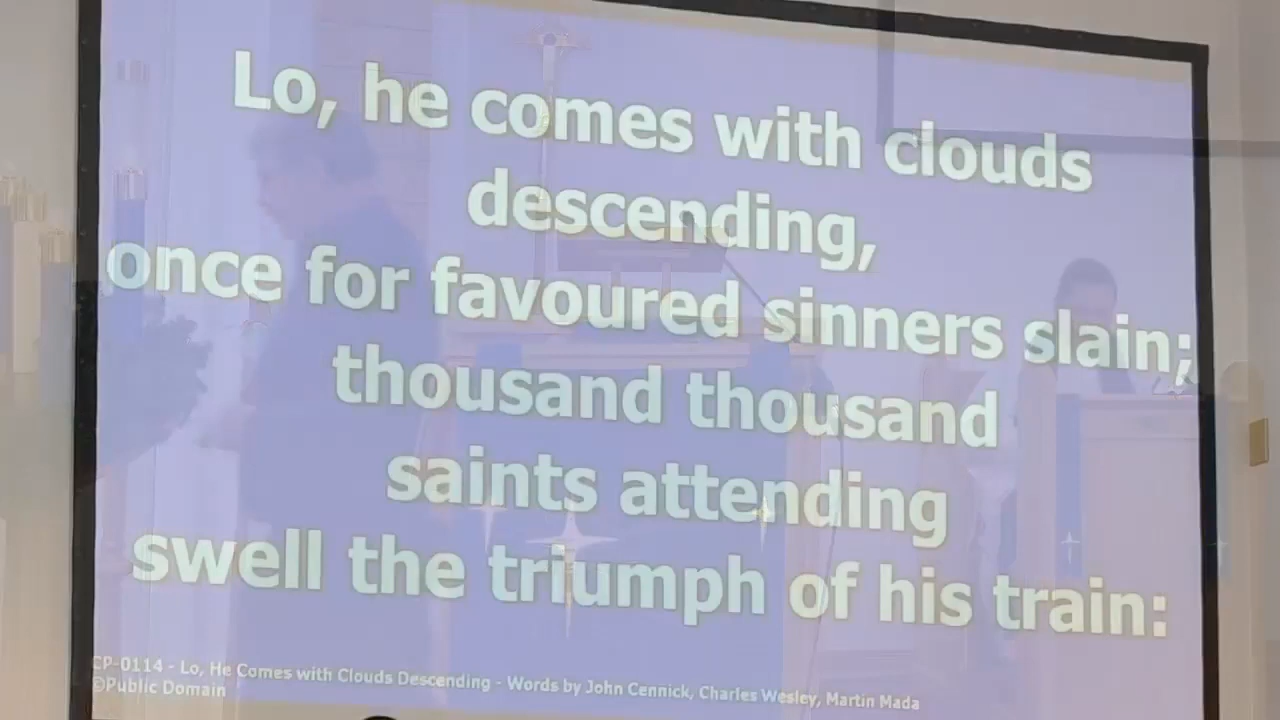 Lo, he comes with clouds
descending,
once for favoured sinners slain;
thousand thousand
saints attending
swell the triumph of his train:
CP-0114 - Lo, He Comes with Clouds Descending - Words by John Cennick, Charles Wesley, Martin Mada
©Public Domain